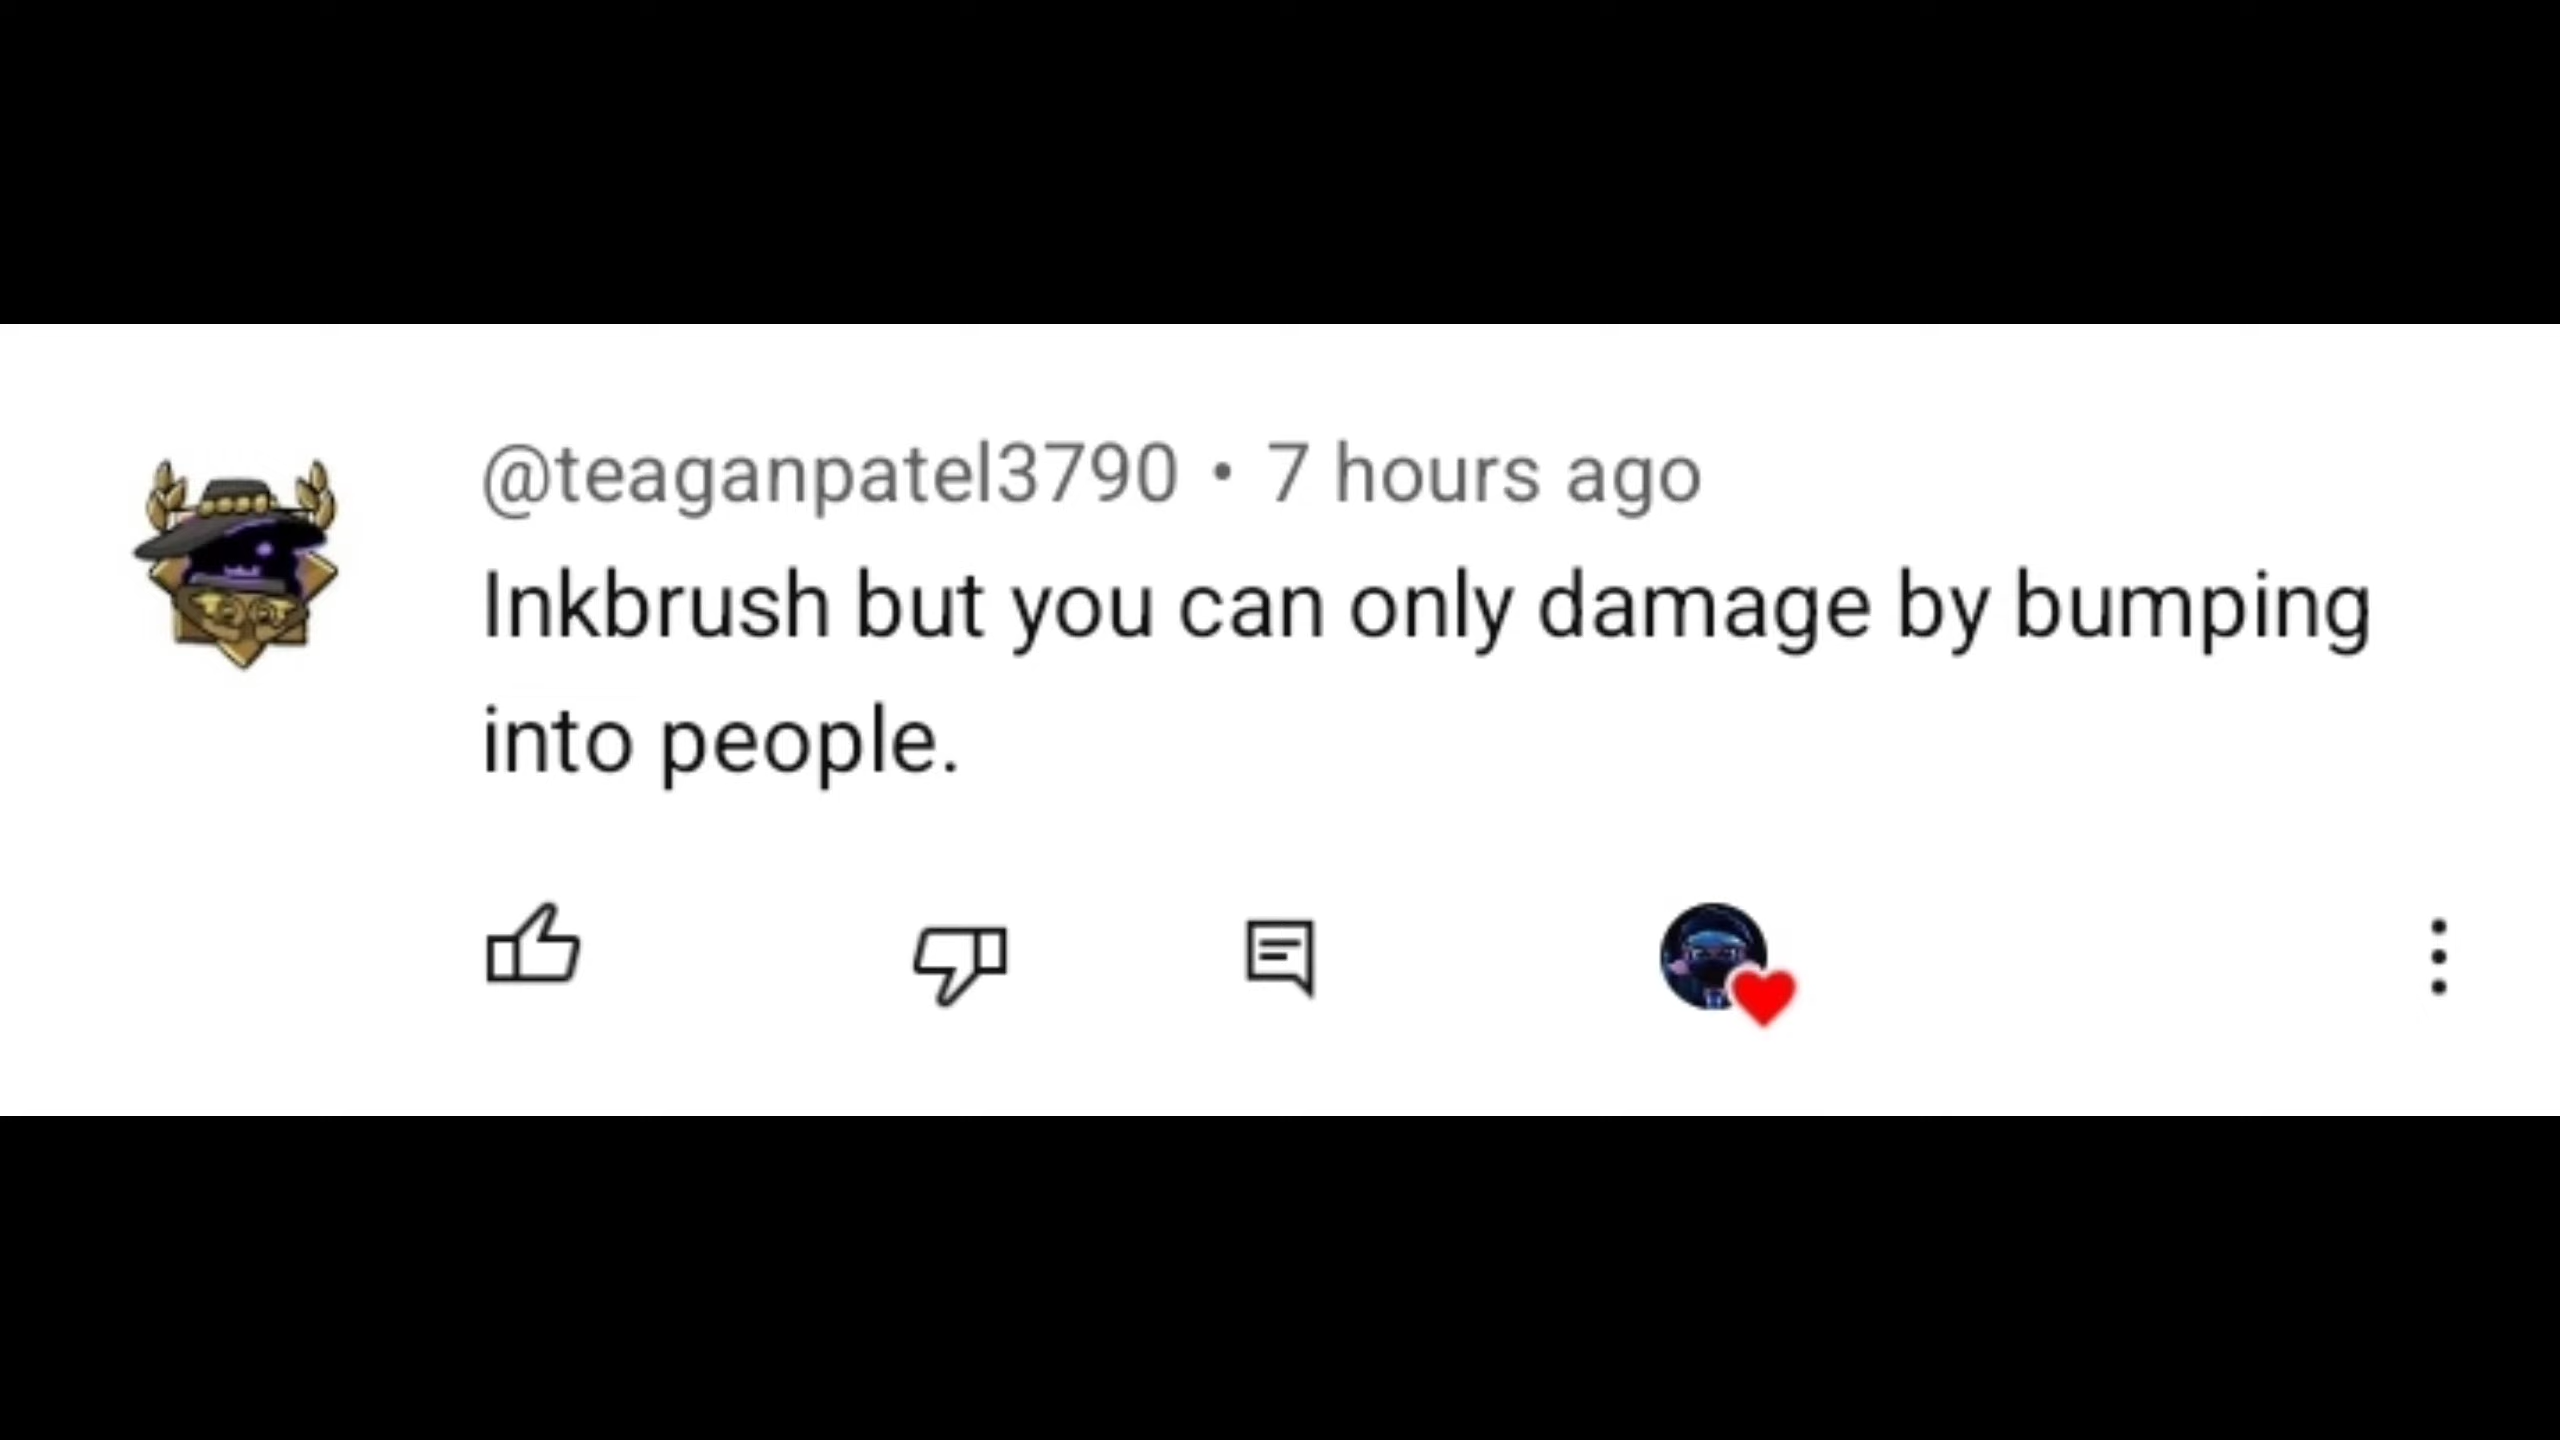 @teaganpatel3790 • 7 hours ago
Inkbrush but you can only damage by bumping
into people.